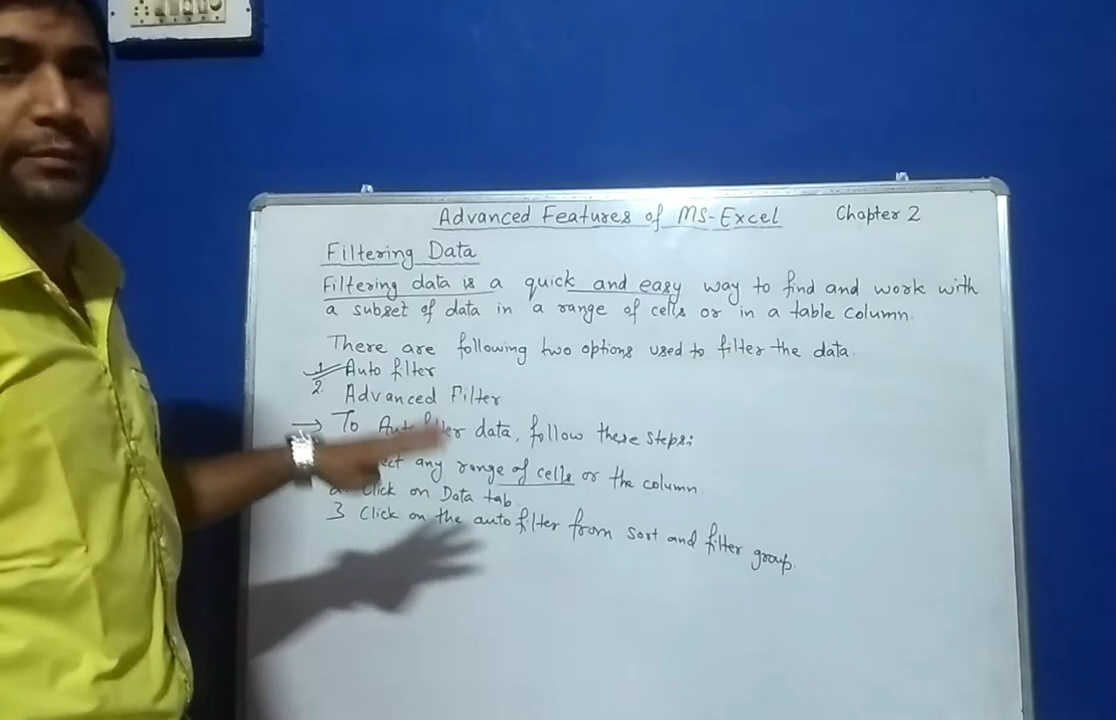 Advanced Features of MS-Excel Chapter 2
Filtering Data
Filtering data is a quick and easy way to find and work with
a subset of data in a range of cells or in a table column.
There are following two options used to filter the data.
1 Auto filter
2. Advanced Filter
→ To Auto filter data, follow these steps:
any range of cells or the column.
Click on Data tab
3 Click on the auto filter from sort and filter group.